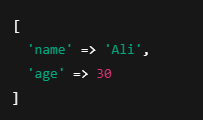 [
  'name' => 'Ali',
  'age' => 30
]